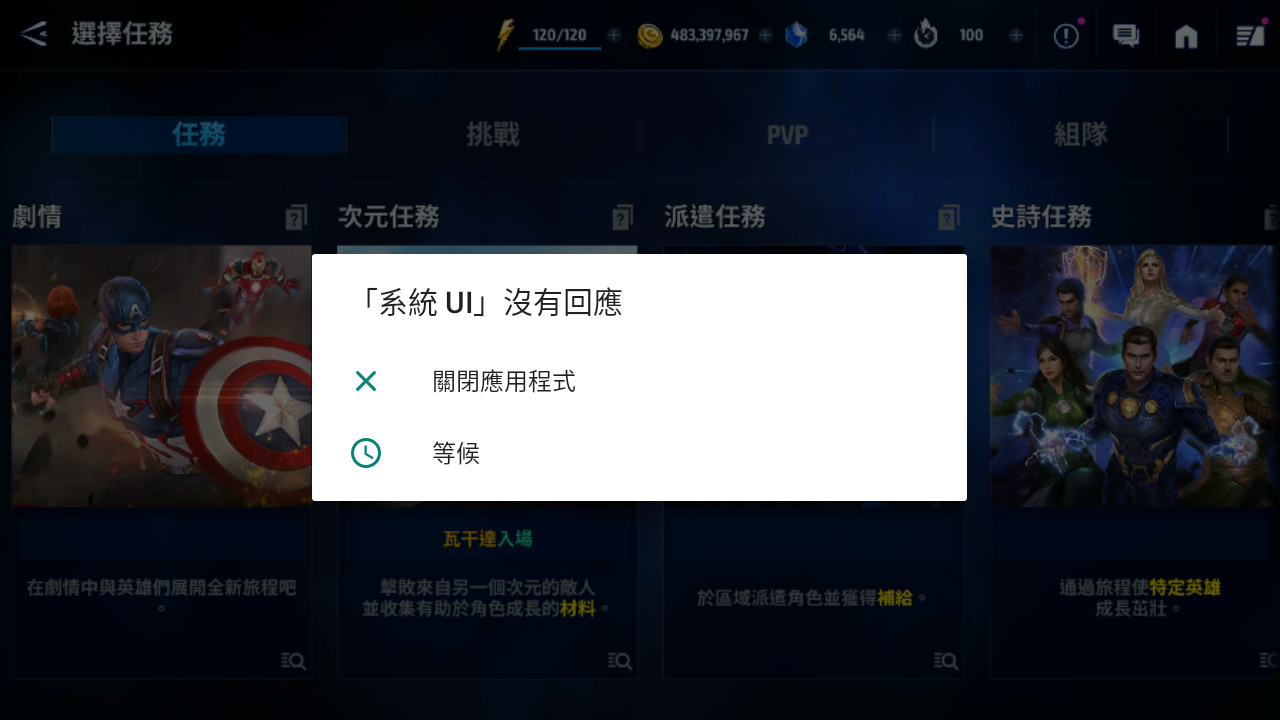 選擇任務
120/120
483,397,967
6,564
100
任務
挑戰
PVP
組隊
劇情
次元任務
派遣任務
史詩任務
「系統 UI」沒有回應
關閉應用程式
等候
在劇情中與英雄們展開全新旅程吧
。
瓦干達入場
擊敗來自另一個次元的敵人
並收集有助於角色成長的材料。
於區域派遣角色並獲得補給。
通過旅程使特定英雄
成長茁壯。